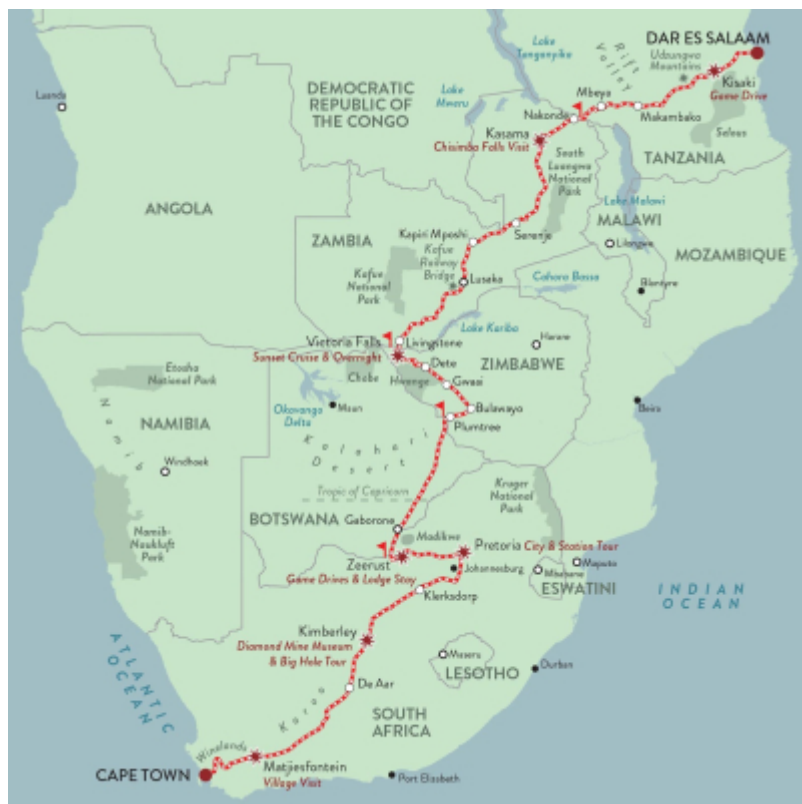 DAR ES SALAAM
Lake
Tanganyika
Rift
Valley
Udzungwa
Mountains
Kisaki
Game Drive
Luanda
DEMOCRATIC
REPUBLIC OF
THE CONGO
Lake
Mweru
Mbeya
Nakonde
Makambako
Selous
Kasama
Chisimba Falls Visit
TANZANIA
South
Luangwa
National
Park
ANGOLA
Lake Malawi
MALAWI
ZAMBIA
Kapiri Mposhi
Serenje
Lilongwe
MOZAMBIQUE
Kafue
Railway
Bridge
Kafue
National
Park
Lusaka
Cahora Bassa
Blantyre
Victoria Falls
Livingstone
Lake Kariba
Harare
Sunset Cruise & Overnight
Dete
ZIMBABWE
Etosha
National Park
Chobe
Hwange
Gwaai
Okavango
Delta
Maun
Bulawayo
Beira
Plumtree
NAMIBIA
Namib
Kalahari
Desert
Windhoek
Tropic of Capricorn
Kruger
National
Park
BOTSWANA
Gaborone
Namib-
Naukluft
Park
Madikwe
Pretoria
City & Station Tour
Zeerust
Game Drives & Lodge Stay
Johannesburg
Mbabane
Maputo
ESWATINI
Klerksdorp
INDIAN
OCEAN
Kimberley
Diamond Mine Museum
& Big Hole Tour
ATLANTIC
OCEAN
Maseru
LESOTHO
Durban
De Aar
Karoo
SOUTH
AFRICA
Winelands
CAPE TOWN
Matjiesfontein
Village Visit
Port Elizabeth